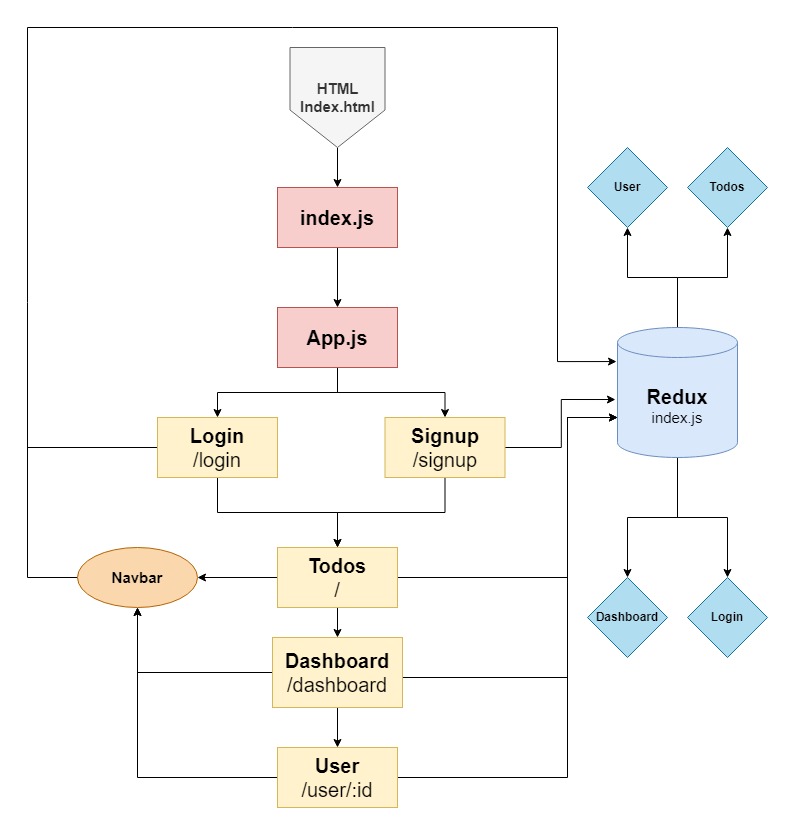 HTML
Index.html
index.js
User
Todos
App.js
Redux
index.js
Login
/login
Signup
/signup
Navbar
Todos
/
Dashboard
Login
Dashboard
/dashboard
User
/user/:id